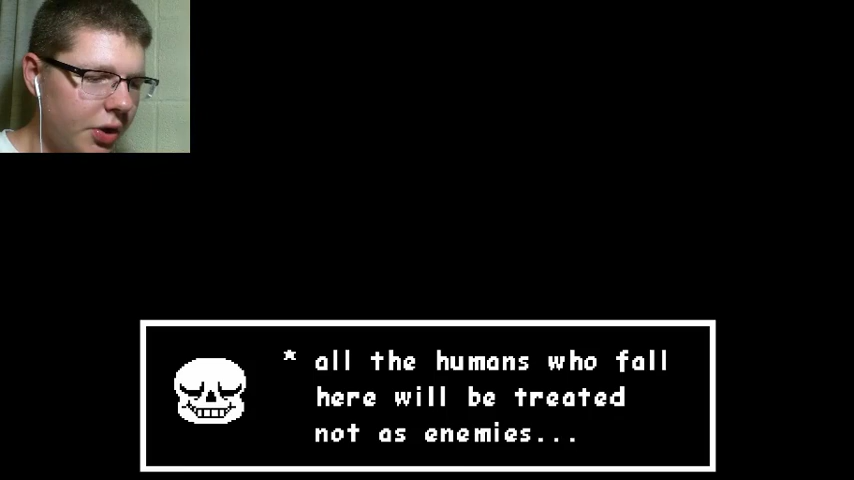 * all the humans who fall
here will be treated
not as enemies...